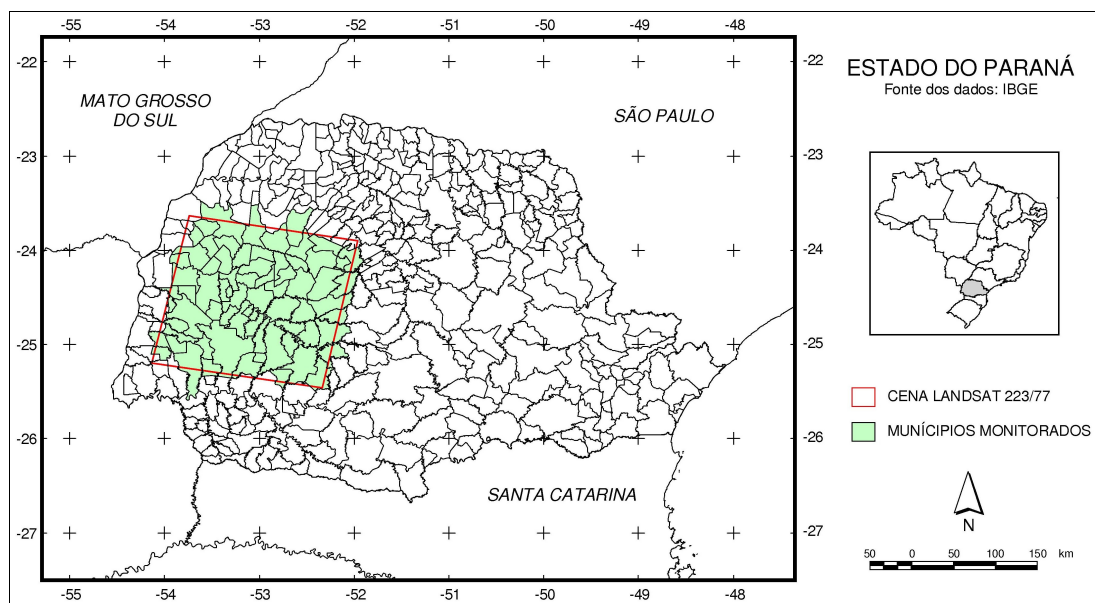 -55 -54 -53 -52 -51 -50 -49 -48
-22 -22
-23 -23
-24 -24
-25 -25
-26 -26
-27 -27
MATO GROSSO
DO SUL
SÃO PAULO
SANTA CATARINA
-55 -54 -53 -52 -51 -50 -49 -48
ESTADO DO PARANÁ
Fonte dos dados: IBGE
CENA LANDSAT 223/77
MUNÍCIPIOS MONITORADOS
N
50 0 50 100 150 km